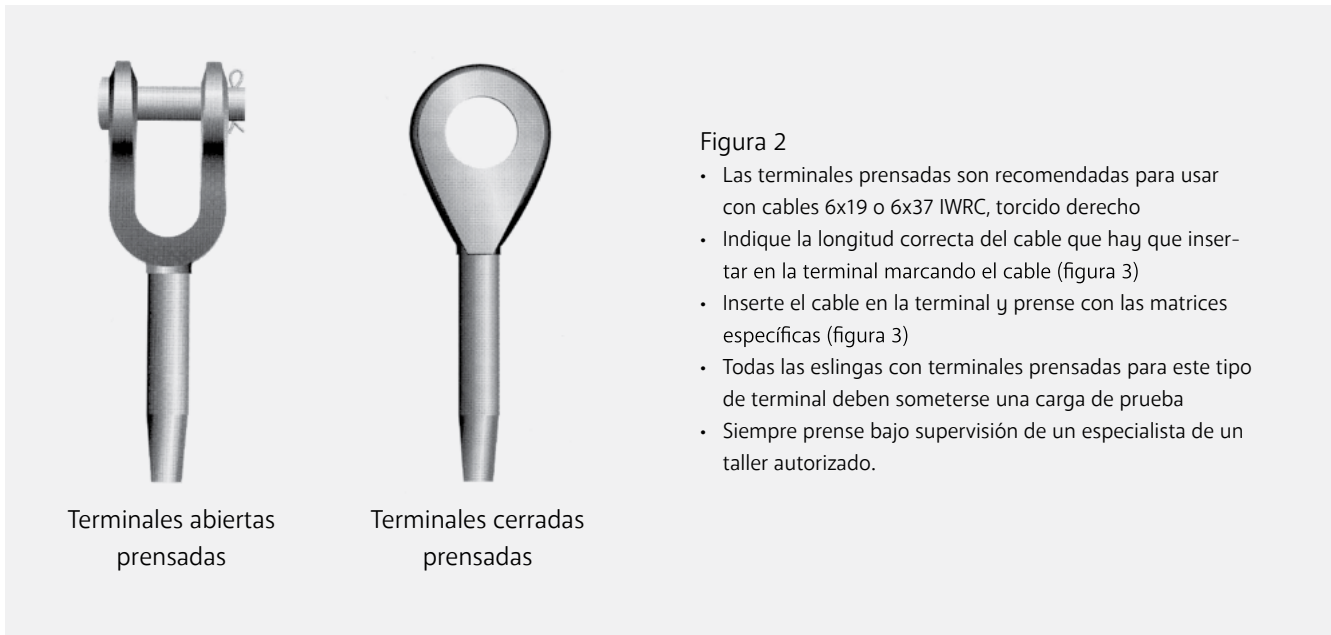 Terminales abiertas
prensadas
Terminales cerradas
prensadas
Figura 2
• Las terminales prensadas son recomendadas para usar
con cables 6x19 o 6x37 IWRC, torcido derecho
• Indique la longitud correcta del cable que hay que inser-
tar en la terminal marcando el cable (figura 3)
• Inserte el cable en la terminal y prense con las matrices
específicas (figura 3)
• Todas las eslingas con terminales prensadas para este tipo
de terminal deben someterse una carga de prueba
• Siempre prense bajo supervisión de un especialista de un
taller autorizado.